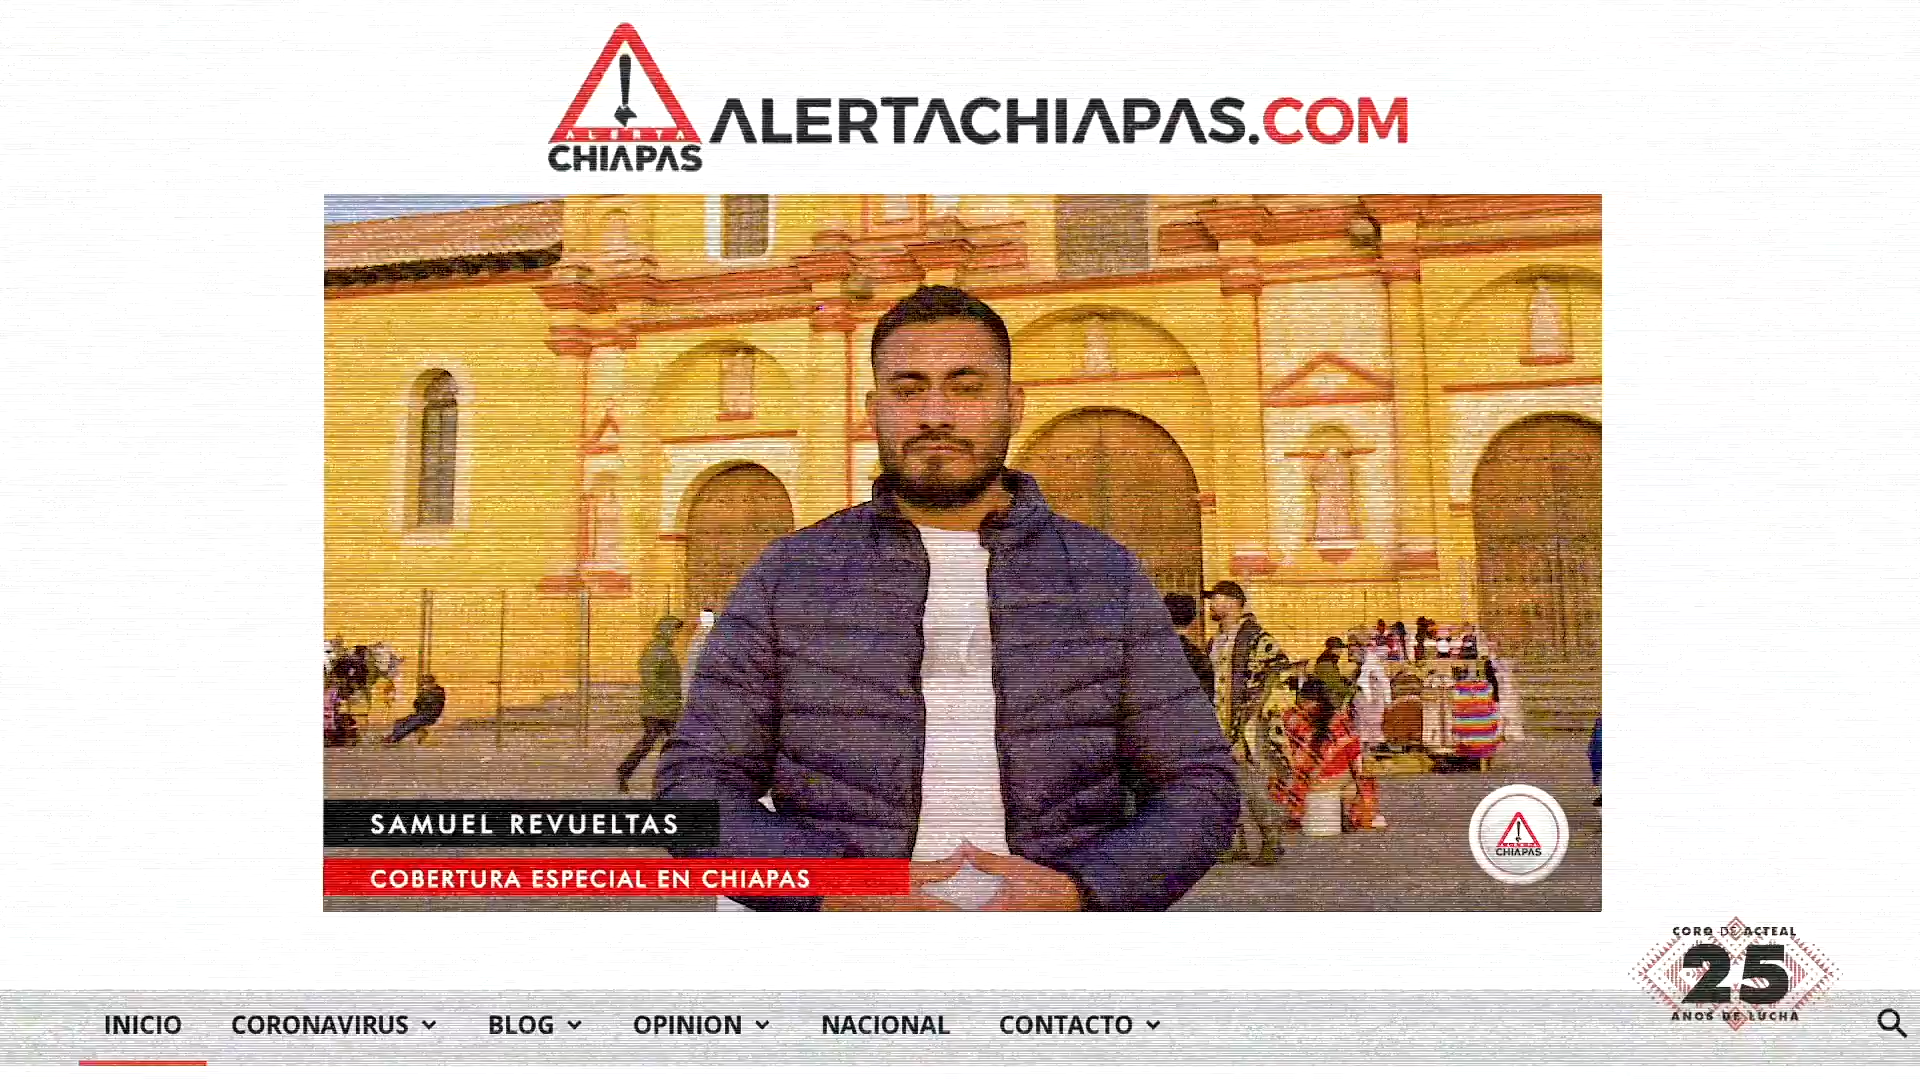 ALERTA
CHIAPAS
ALERTACHIAPAS.COM
SAMUEL REVUELTAS
COBERTURA ESPECIAL EN CHIAPAS
CHIAPAS
CORO DE ACTEAL
25
AÑOS DE LUCHA
INICIO CORONAVIRUS BLOG OPINION NACIONAL CONTACTO